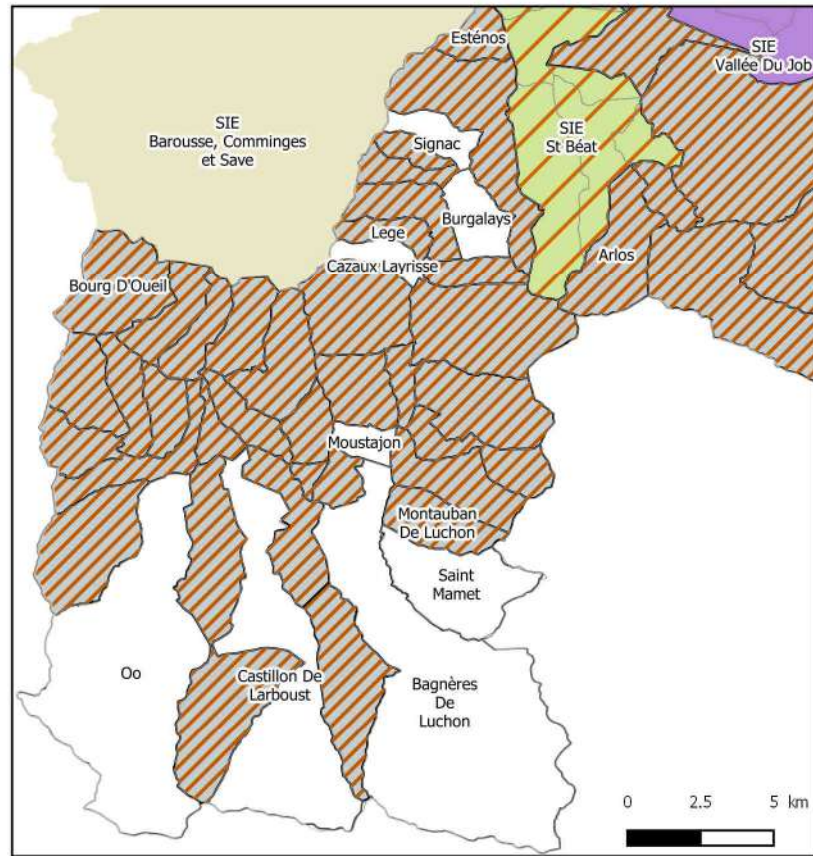 Esténos
SIE
Vallée Du Job
SIE
Barousse, Comminges
et Save
SIE
St Béat
Signac
Burgalays
Lege
Arlos
Cazaux Layrisse
Bourg D'Oueil
Moustajon
Montauban
De Luchon
Saint
Mamet
Oo
Castillon De
Larboust
Bagnères
De
Luchon
0 2.5 5 km